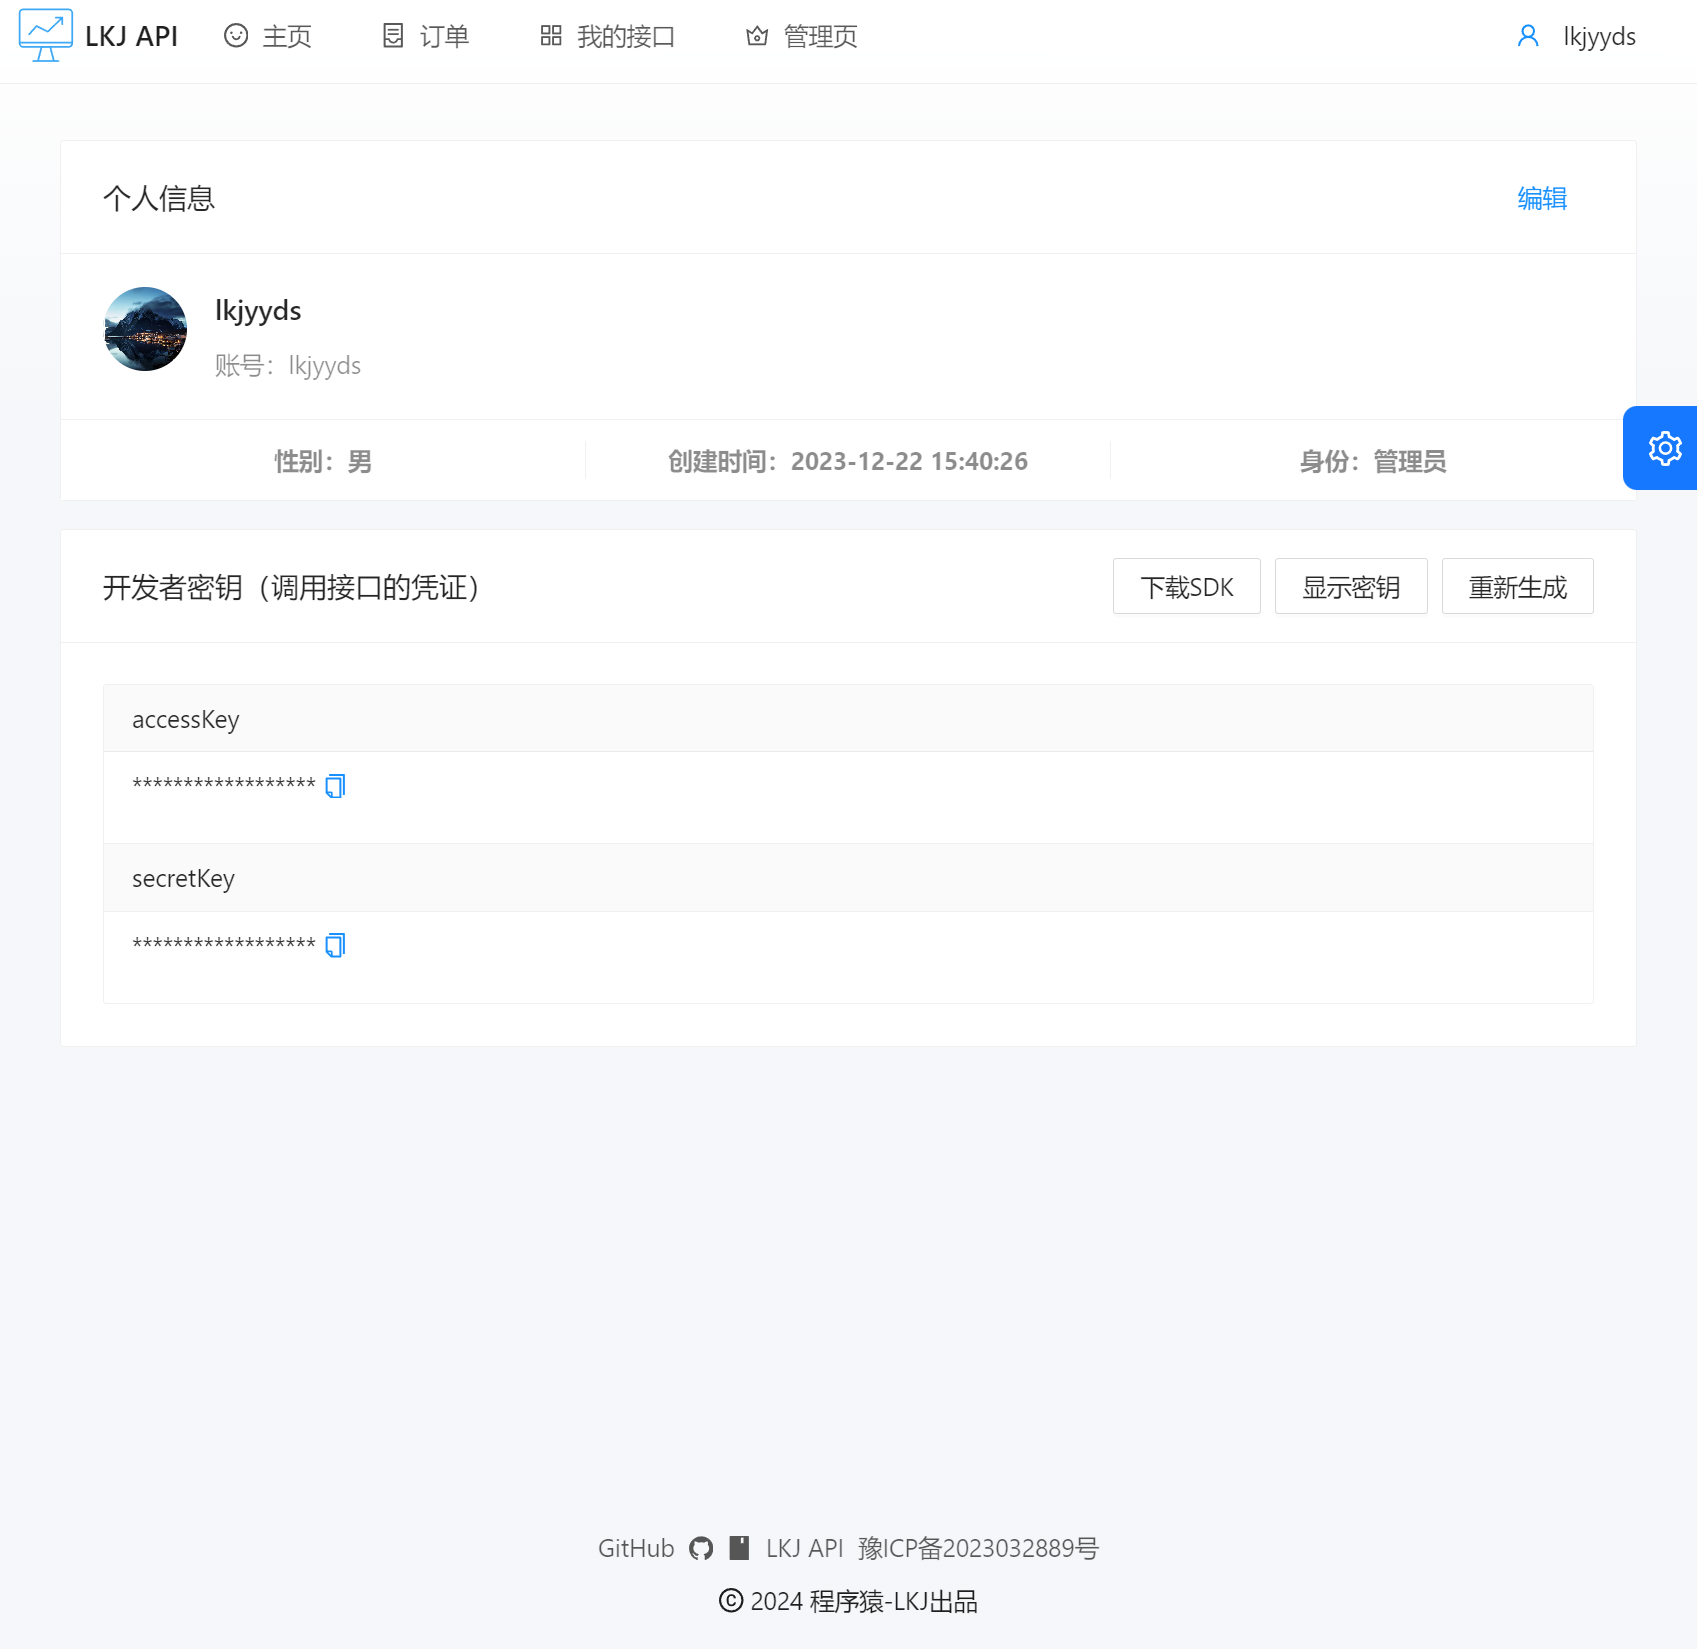 LKJ API 主页 订单 我的接口 管理页 lkjyyds
个人信息 编辑
lkjyyds
账号：lkjyyds
性别：男 创建时间：2023-12-22 15:40:26 身份：管理员
开发者密钥（调用接口的凭证） 下载SDK 显示密钥 重新生成
accessKey
******************
secretKey
******************
GitHub LKJ API 豫ICP备2023032889号
© 2024 程序猿-LKJ出品